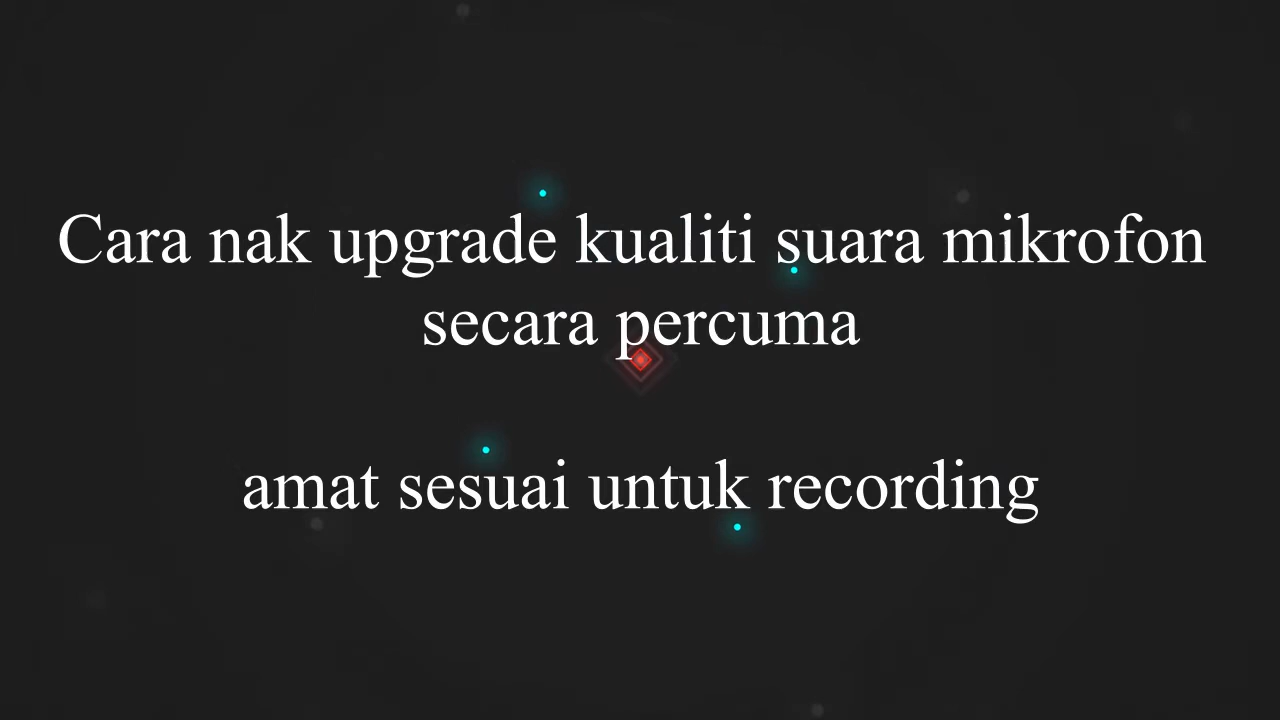 Cara nak upgrade kualiti suara mikrofon
secara percuma
amat sesuai untuk recording